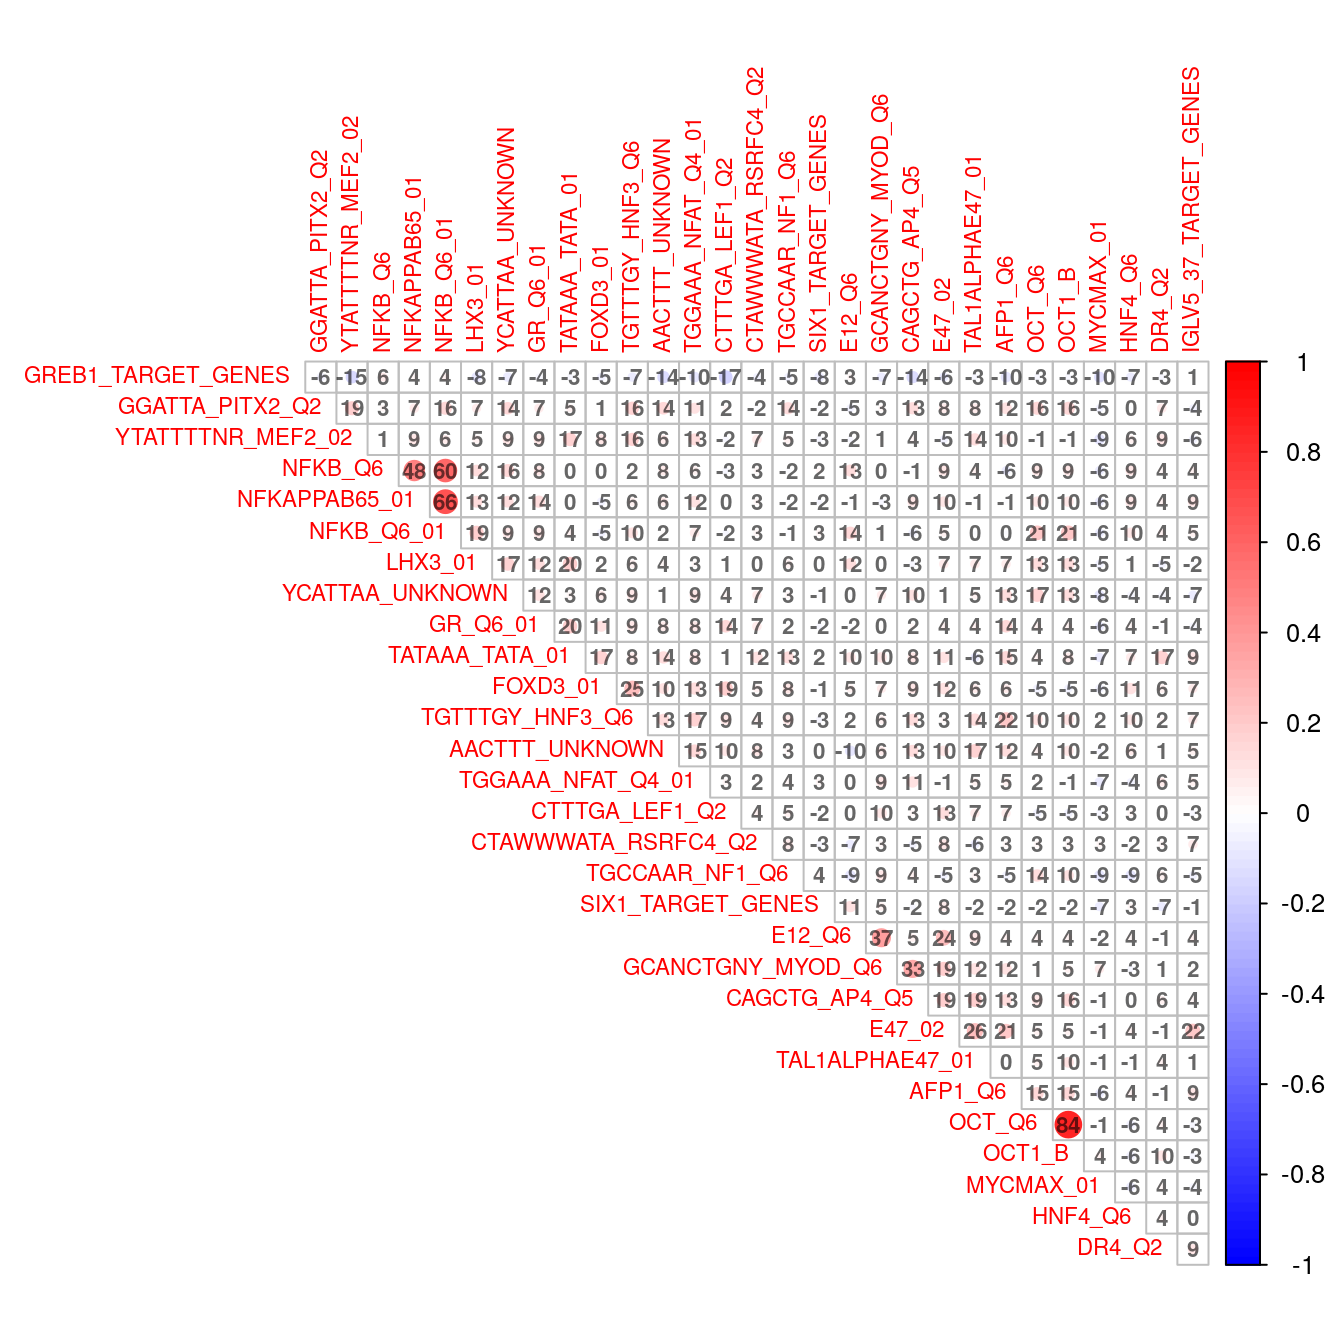 GGATTA_PITX2_Q2
YTATTTTNR_MEF2_02
NFKB_Q6
NFKAPPAB65_01
NFKB_Q6_01
LHX3_01
YCATTAA_UNKNOWN
GR_Q6_01
TATAAA_TATA_01
FOXD3_01
TGTTTGY_HNF3_Q6
AACTTT_UNKNOWN
TGGAAA_NFAT_Q4_01
CTTTGA_LEF1_Q2
CTAWWWATA_RSRFC4_Q2
TGCCAAR_NF1_Q6
SIX1_TARGET_GENES
E12_Q6
GCANCTGNY_MYOD_Q6
CAGCTG_AP4_Q5
E47_02
TAL1ALPHAE47_01
AFP1_Q6
OCT_Q6
OCT1_B
MYCMAX_01
HNF4_Q6
DR4_Q2
IGLV5_37_TARGET_GENES
GREB1_TARGET_GENES -6 -15 6 4 4 -8 -7 -4 -3 -5 -7 -14 -10 -17 -4 -5 -8 3 -7 -14 -6 -3 -10 -3 -3 -10 -7 -3 1
GGATTA_PITX2_Q2 19 3 7 16 7 14 7 5 1 16 14 11 2 -2 14 -2 -5 3 13 8 8 12 16 16 -5 0 7 -4
YTATTTTNR_MEF2_02 1 9 6 5 9 9 17 8 16 6 13 -2 7 5 -3 -2 1 4 -5 14 10 -1 -1 -9 6 9 -6
NFKB_Q6 48 60 12 16 8 0 0 2 8 6 -3 3 -2 2 13 0 -1 9 4 -6 9 9 -6 9 4 4
NFKAPPAB65_01 66 13 12 14 0 -5 6 6 12 0 3 -2 -2 -1 -3 9 10 -1 -1 10 10 -6 9 4 9
NFKB_Q6_01 19 9 9 4 -5 10 2 7 -2 3 -1 3 14 1 -6 5 0 0 21 21 -6 10 4 5
LHX3_01 17 12 20 2 6 4 3 1 0 6 0 12 0 -3 7 7 7 13 13 -5 1 -5 -2
YCATTAA_UNKNOWN 12 3 6 9 1 9 4 7 3 -1 0 7 10 1 5 13 17 13 -8 -4 -4 -7
GR_Q6_01 20 11 9 8 8 14 7 2 -2 -2 0 2 4 4 14 4 4 -6 4 -1 -4
TATAAA_TATA_01 17 8 14 8 1 12 13 2 10 10 8 11 -6 15 4 8 -7 7 17 9
FOXD3_01 25 10 13 19 5 8 -1 5 7 9 12 6 6 -5 -5 -6 11 6 7
TGTTTGY_HNF3_Q6 13 17 9 4 9 -3 2 6 13 3 14 22 10 10 2 10 2 7
AACTTT_UNKNOWN 15 10 8 3 0 -10 6 13 10 17 12 4 10 -2 6 1 5
TGGAAA_NFAT_Q4_01 3 2 4 3 0 9 11 -1 5 5 2 -1 -7 -4 6 5
CTTTGA_LEF1_Q2 4 5 -2 0 10 3 13 7 7 -5 -5 -3 3 0 -3
CTAWWWATA_RSRFC4_Q2 8 -3 -7 3 -5 8 -6 3 3 3 3 -2 3 7
TGCCAAR_NF1_Q6 4 -9 9 4 -5 3 -5 14 10 -9 -9 6 -5
SIX1_TARGET_GENES 11 5 -2 8 -2 -2 -2 -2 -7 3 -7 -1
E12_Q6 37 5 24 9 4 4 4 -2 4 -1 4
GCANCTGNY_MYOD_Q6 33 19 12 12 1 5 7 -3 1 2
CAGCTG_AP4_Q5 19 19 13 9 16 -1 0 6 4
E47_02 26 21 5 5 -1 4 -1 22
TAL1ALPHAE47_01 0 5 10 -1 -1 4 1
AFP1_Q6 15 15 -6 4 -1 9
OCT_Q6 84 -1 -6 4 -3
OCT1_B 4 -6 10 -3
MYCMAX_01 -6 4 -4
HNF4_Q6 4 0
DR4_Q2 9
1
0.8
0.6
0.4
0.2
0
-0.2
-0.4
-0.6
-0.8
-1